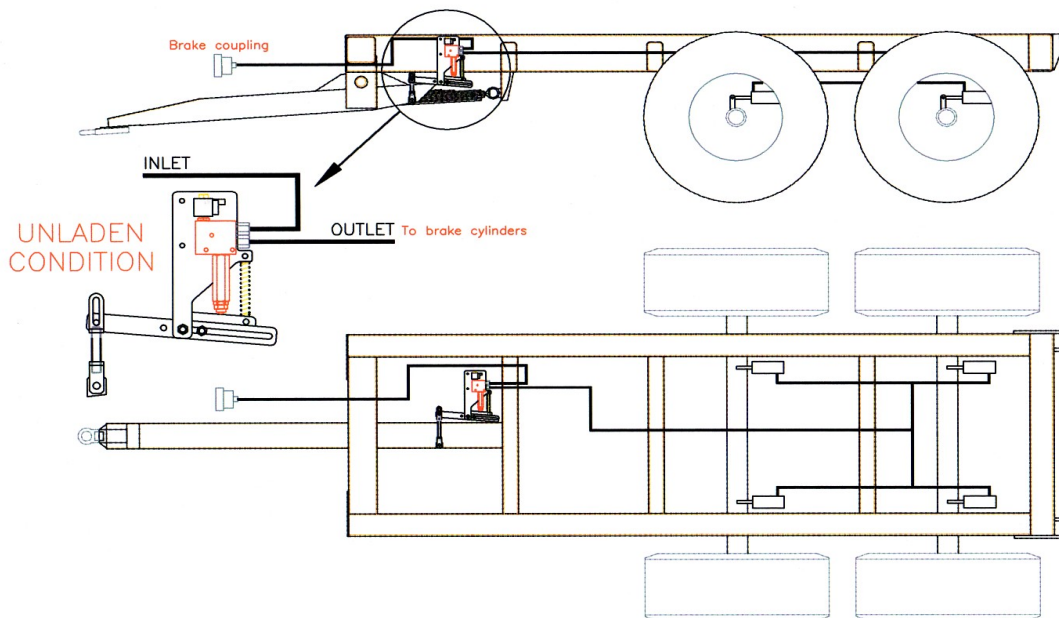 Brake coupling
INLET
OUTLET To brake cylinders
UNLADEN
CONDITION